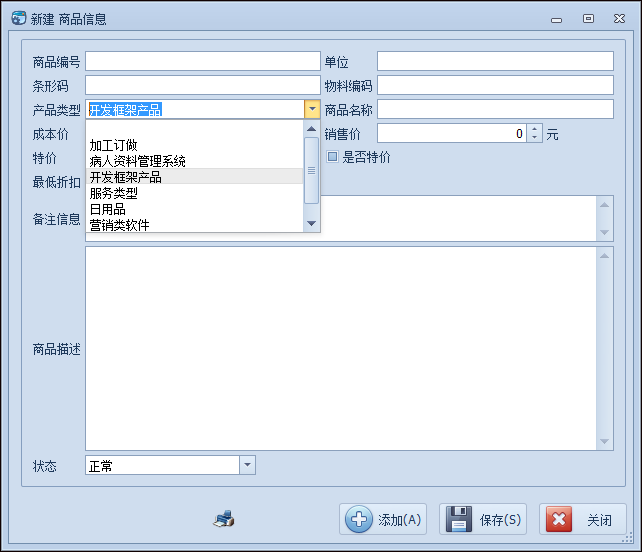 新建 商品信息
商品编号
单位
条形码
物料编码
产品类型 开发框架产品
商品名称
成本价
销售价 0 元
特价
是否特价
最低折扣
加工订做
病人资料管理系统
开发框架产品
服务类型
日用品
营销类软件
备注信息
商品描述
状态 正常
添加(A)
保存(S)
关闭